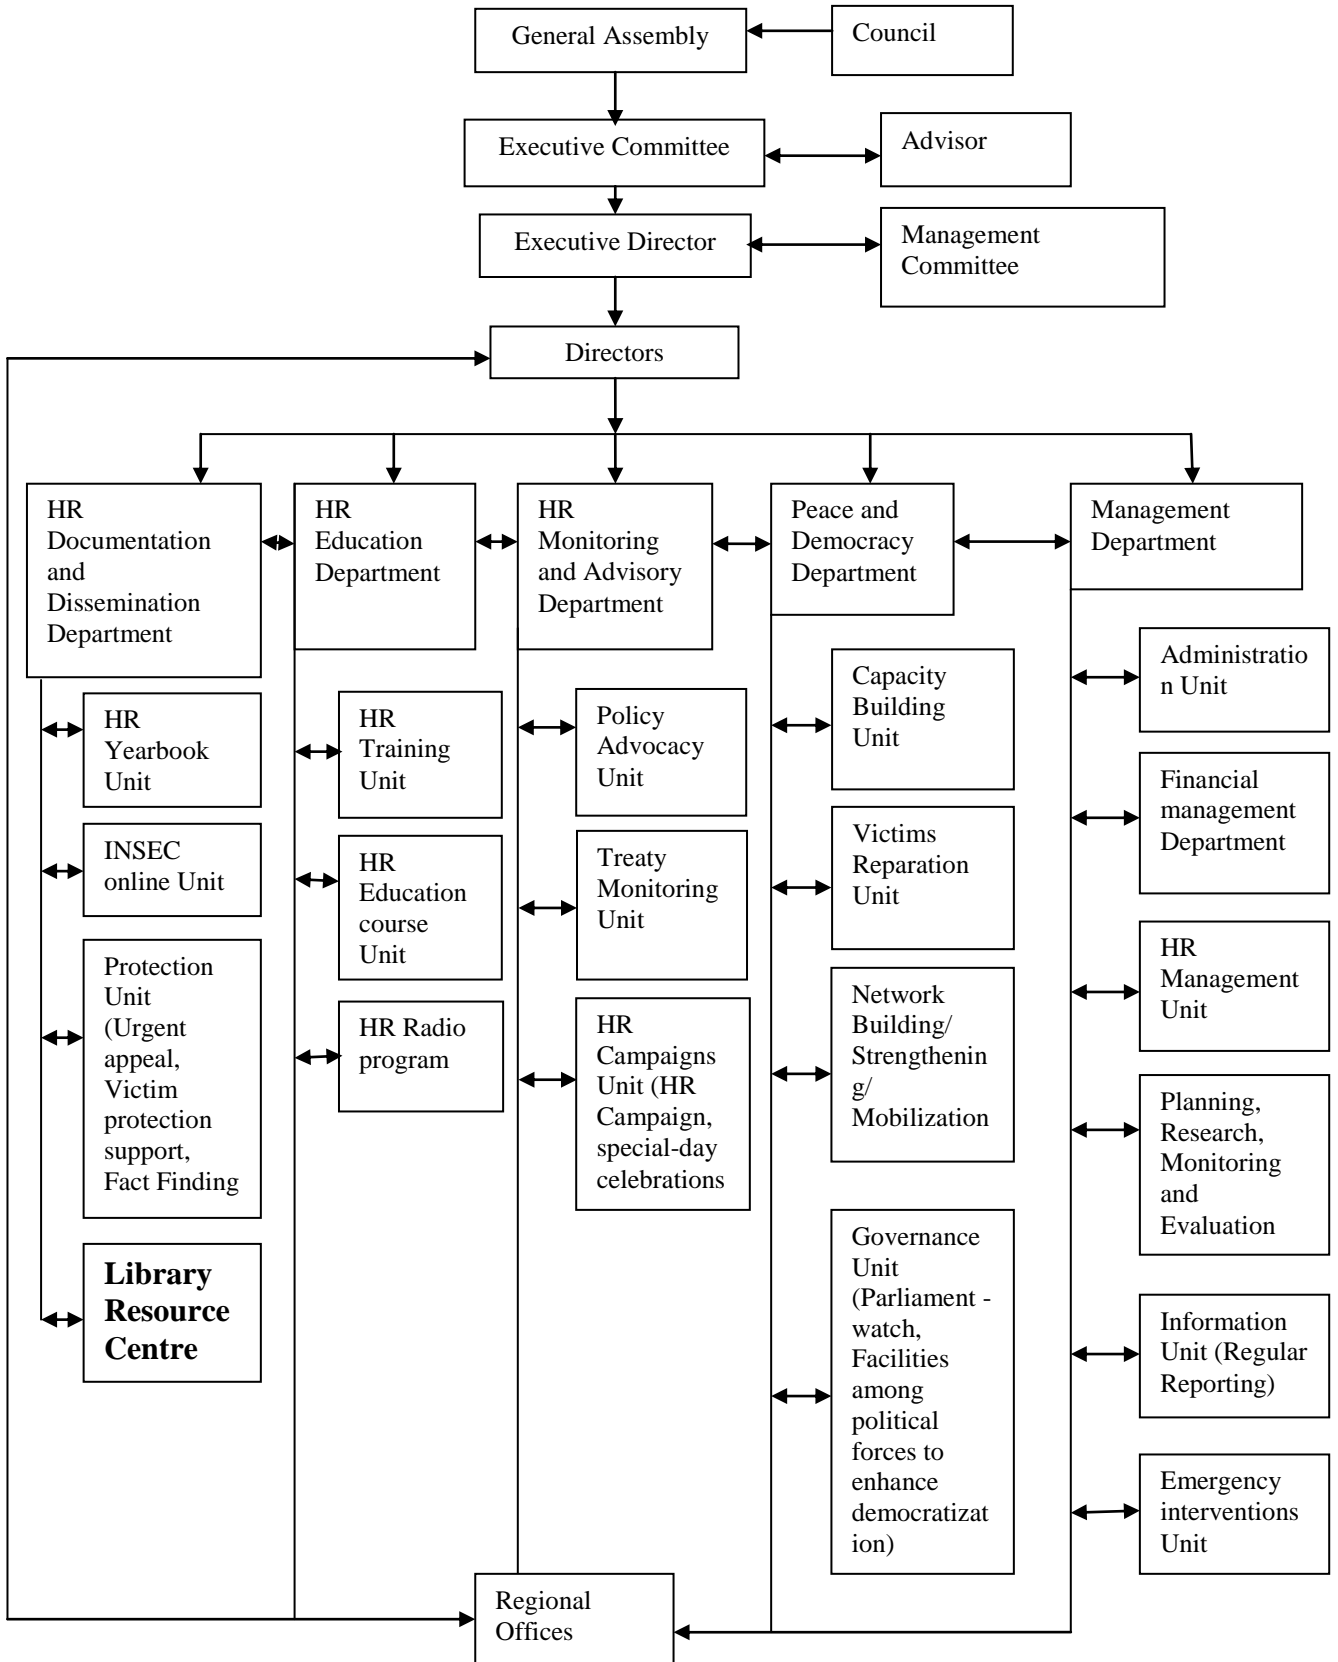 General Assembly
Council
Executive Committee
Advisor
Executive Director
Management
Committee
Directors
HR
Documentation
and
Dissemination
Department
HR
Education
Department
HR
Monitoring
and Advisory
Department
Peace and
Democracy
Department
Management
Department
HR
Yearbook
Unit
INSEC
online Unit
Protection
Unit
(Urgent
appeal,
Victim
protection
support,
Fact Finding
Library
Resource
Centre
HR
Training
Unit
HR
Education
course
Unit
HR Radio
program
Policy
Advocacy
Unit
Treaty
Monitoring
Unit
HR
Campaigns
Unit (HR
Campaign,
special-day
celebrations
Capacity
Building
Unit
Victims
Reparation
Unit
Network
Building/
Strengthenin
g/
Mobilization
Governance
Unit
(Parliament -
watch,
Facilities
among
political
forces to
enhance
democratizat
ion)
Administratio
n Unit
Financial
management
Department
HR
Management
Unit
Planning,
Research,
Monitoring
and
Evaluation
Information
Unit (Regular
Reporting)
Emergency
interventions
Unit
Regional
Offices